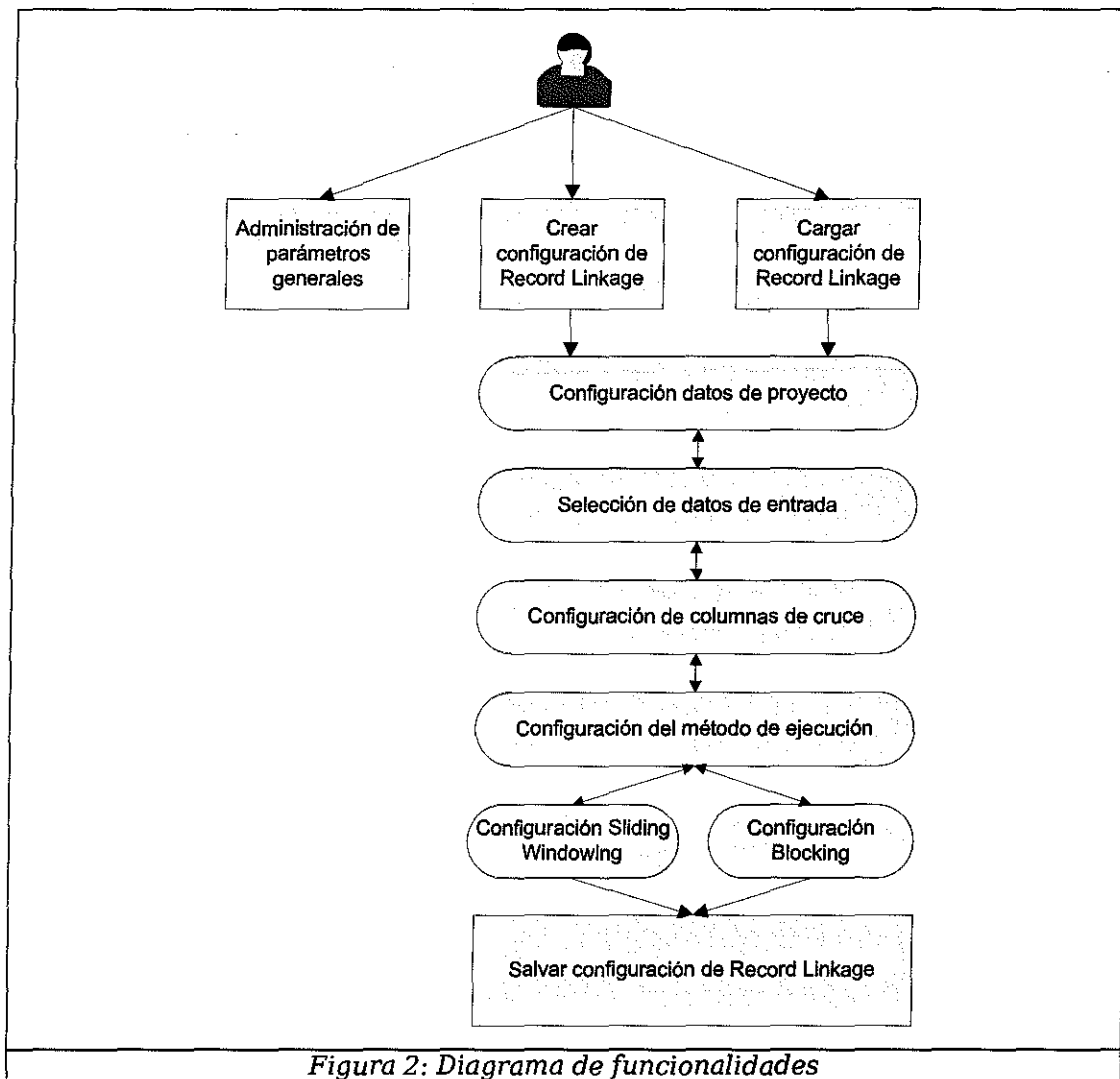 Administración de
parámetros
generales
Crear
configuración de
Record Linkage
Cargar
configuración de
Record Linkage
Configuración datos de proyecto
Selección de datos de entrada
Configuración de columnas de cruce
Configuración del método de ejecución
Configuración Sliding
Windowing
Configuración
Blocking
Salvar configuración de Record Linkage
Figura 2: Diagrama de funcionalidades